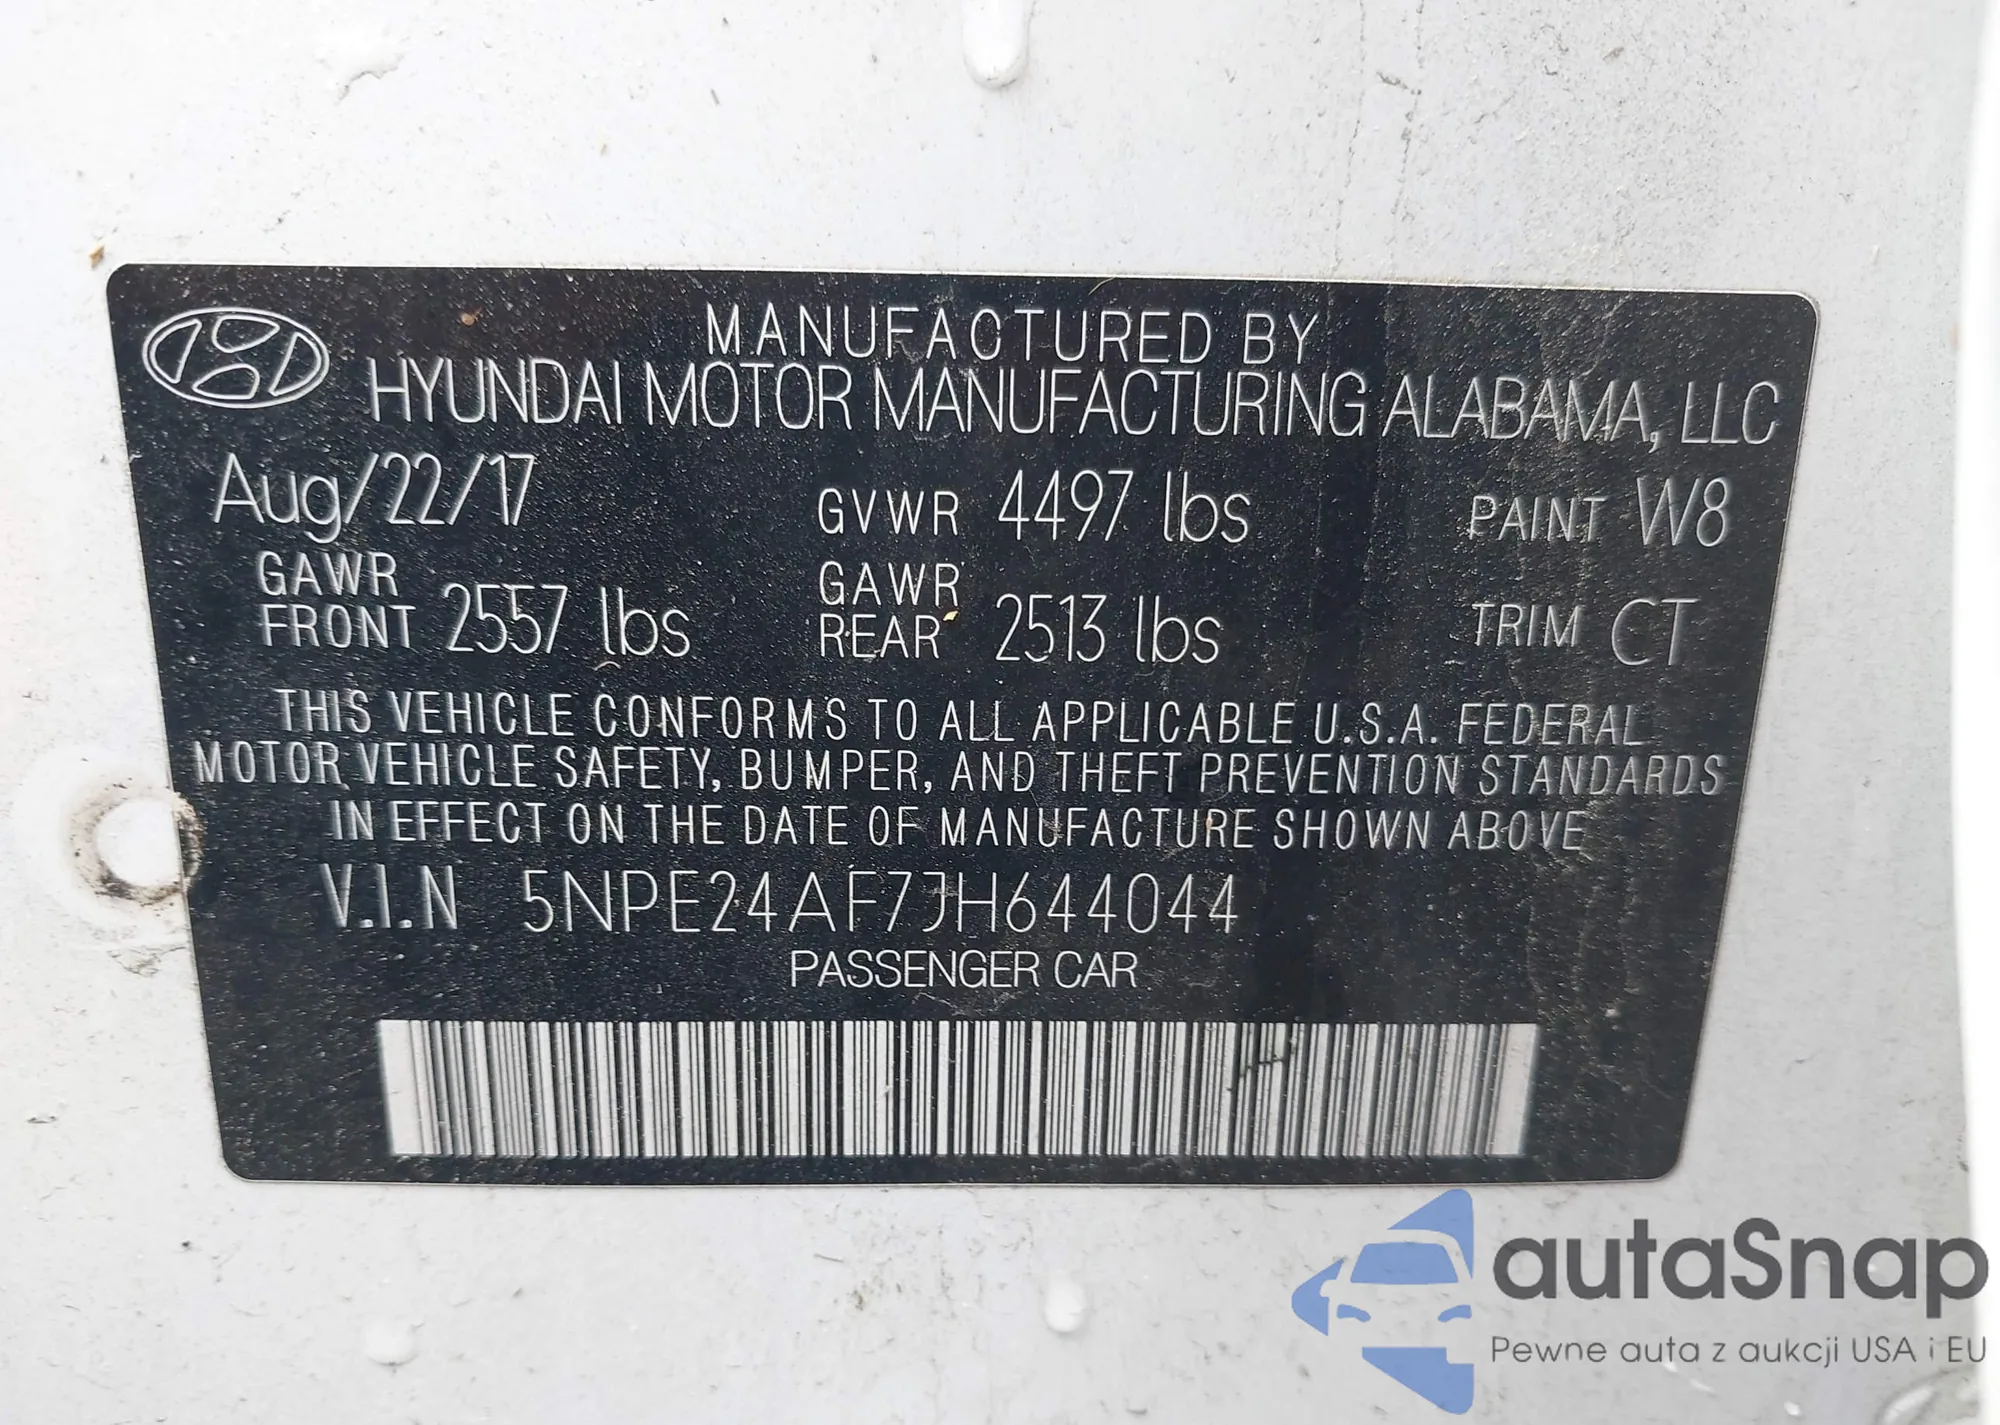 MANUFACTURED BY
HYUNDAI MOTOR MANUFACTURING ALABAMA, LLC
Aug/22/17 GVWR 4497 lbs PAINT W8
GAWR FRONT 2557 lbs GAWR REAR 2513 lbs TRIM CT
THIS VEHICLE CONFORMS TO ALL APPLICABLE U.S.A. FEDERAL
MOTOR VEHICLE SAFETY, BUMPER, AND THEFT PREVENTION STANDARDS
IN EFFECT ON THE DATE OF MANUFACTURE SHOWN ABOVE
V.I.N 5NPE24AF7JH644044
PASSENGER CAR
autaSnap
Pewne auta z aukcji USA i EU